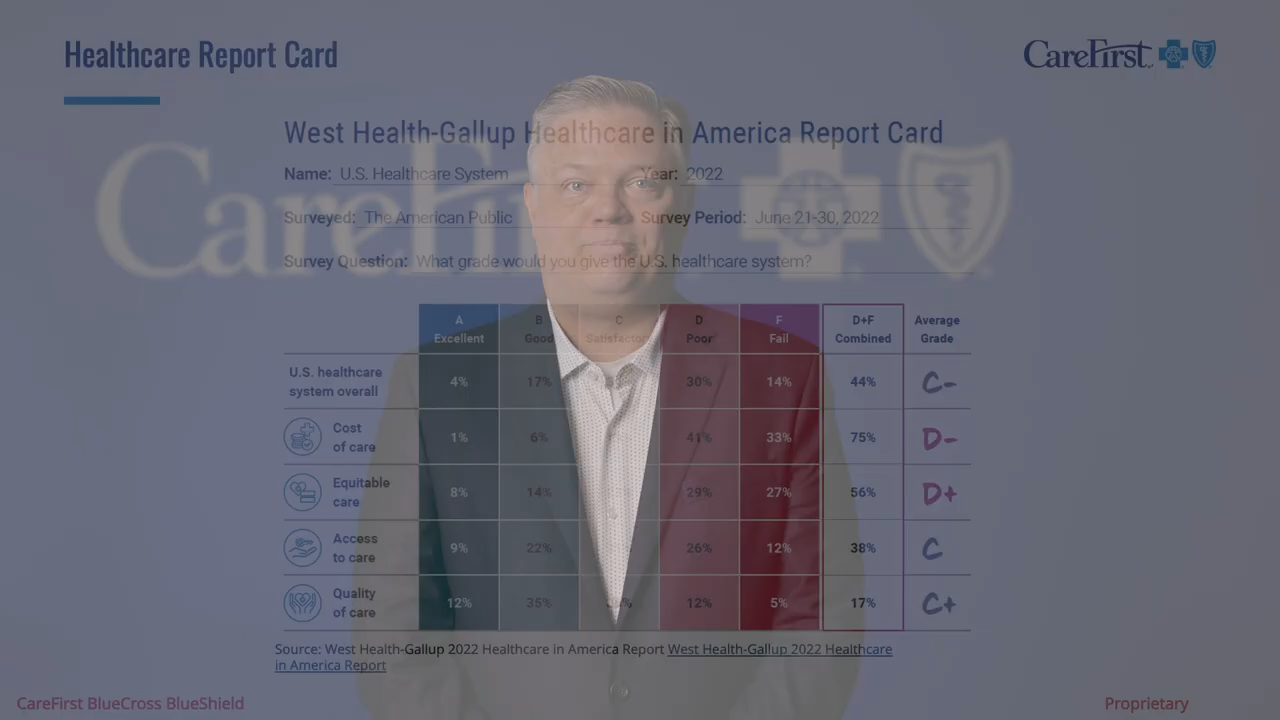 Healthcare Report Card
CareFirst
CareFirst
West Health-Gallup Healthcare in America Report Card
Name: U.S. Healthcare System Year: 2022
Surveyed: The American Public Survey Period: June 21-30, 2022
Survey Question: What grade would you give the U.S. healthcare system?
A B C D F D+F Average
Excellent Good Satisfactory Poor Fail Combined Grade
U.S. healthcare
system overall 4% 17% 30% 14% 44% C-
Cost
of care 1% 6% 41% 33% 75% D-
Equitable
care 8% 14% 29% 27% 56% D+
Access
to care 9% 22% 26% 12% 38% C
Quality
of care 12% 35% 12% 5% 17% C+
Source: West Health-Gallup 2022 Healthcare in America Report West Health-Gallup 2022 Healthcare
in America Report
CareFirst BlueCross BlueShield Proprietary